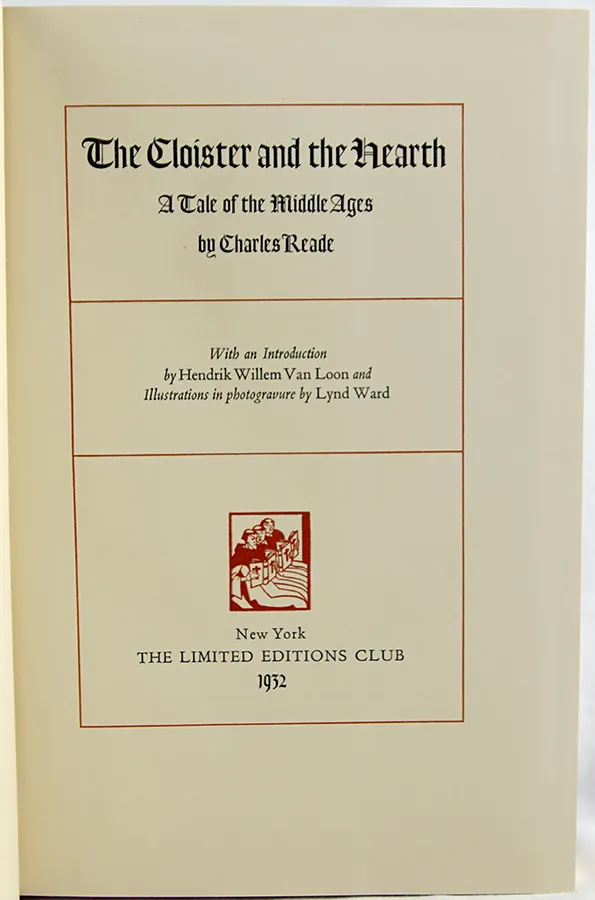 The Cloister and the Hearth
A Tale of the Middle Ages
by Charles Reade
With an Introduction
by Hendrik Willem Van Loon and
Illustrations in photogravure by Lynd Ward
New York
THE LIMITED EDITIONS CLUB
1932